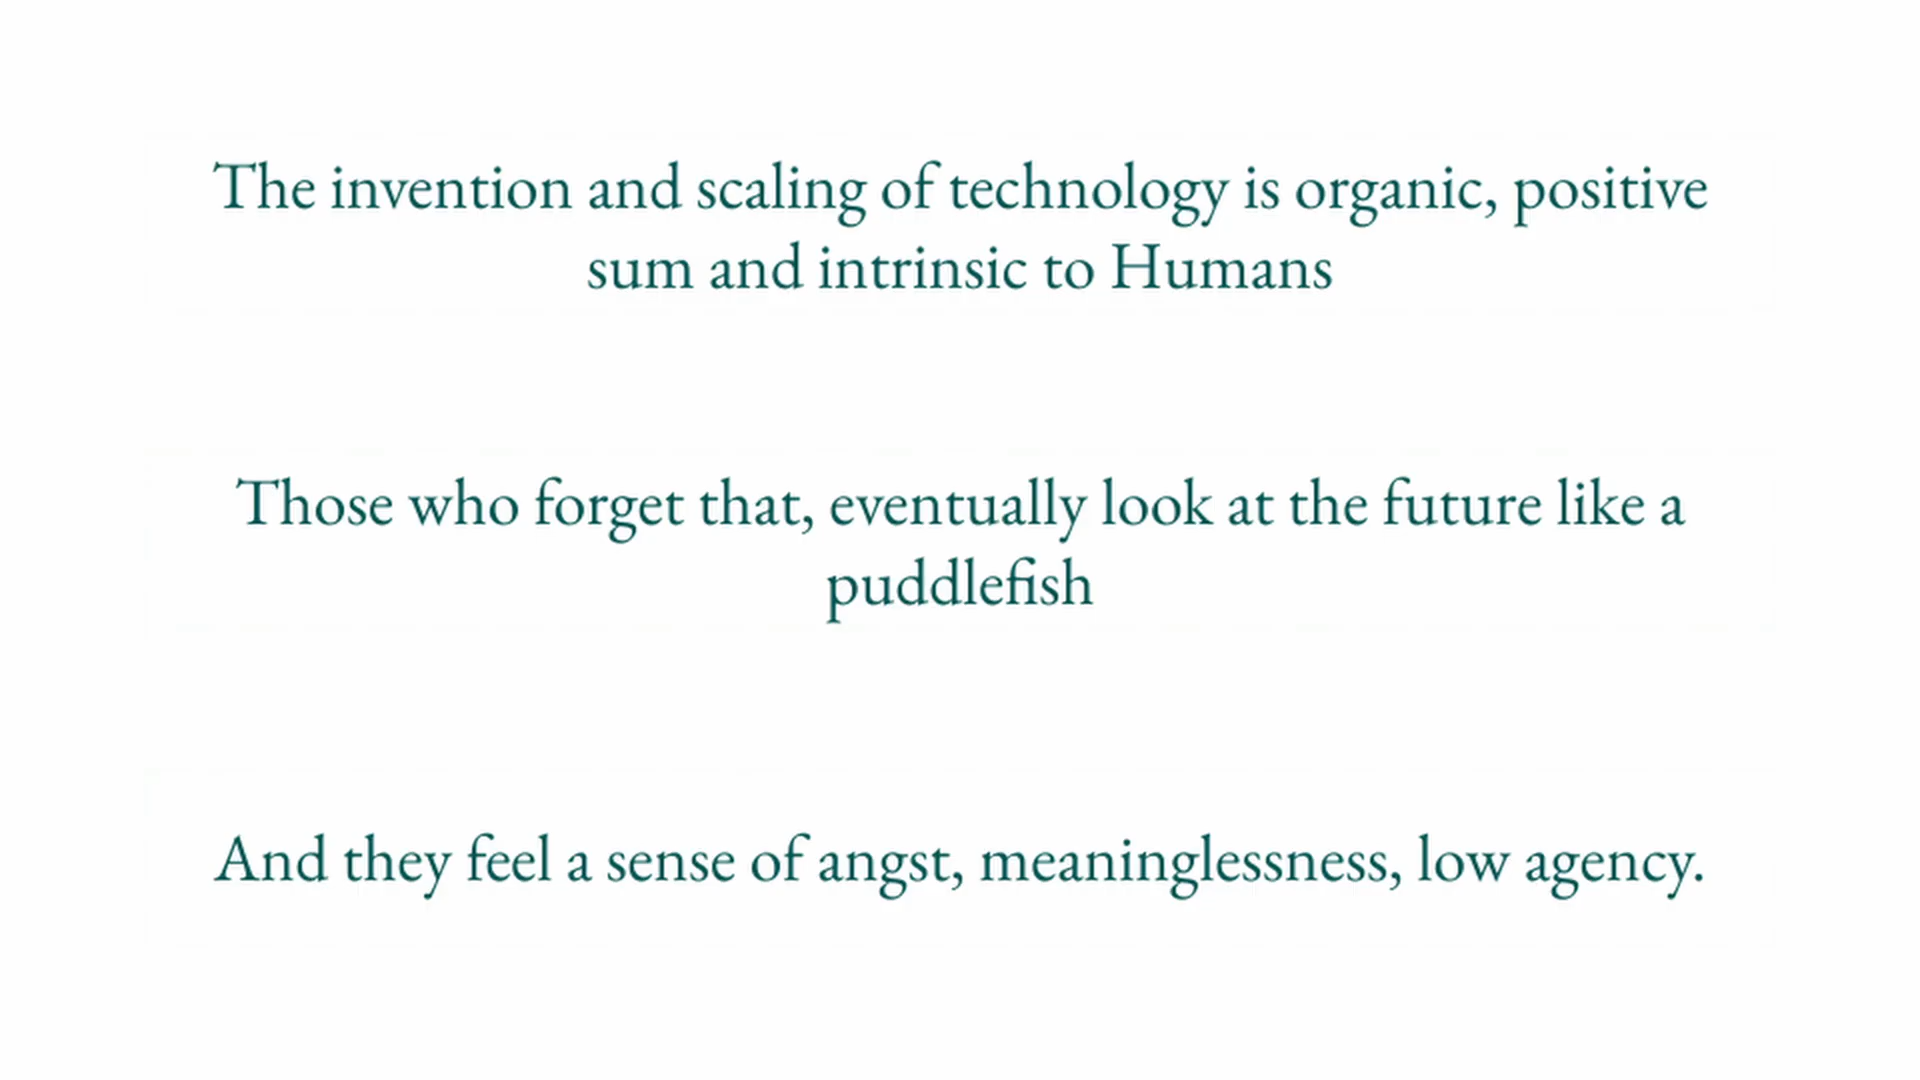 The invention and scaling of technology is organic, positive
sum and intrinsic to Humans
Those who forget that, eventually look at the future like a
puddlefish
And they feel a sense of angst, meaninglessness, low agency.